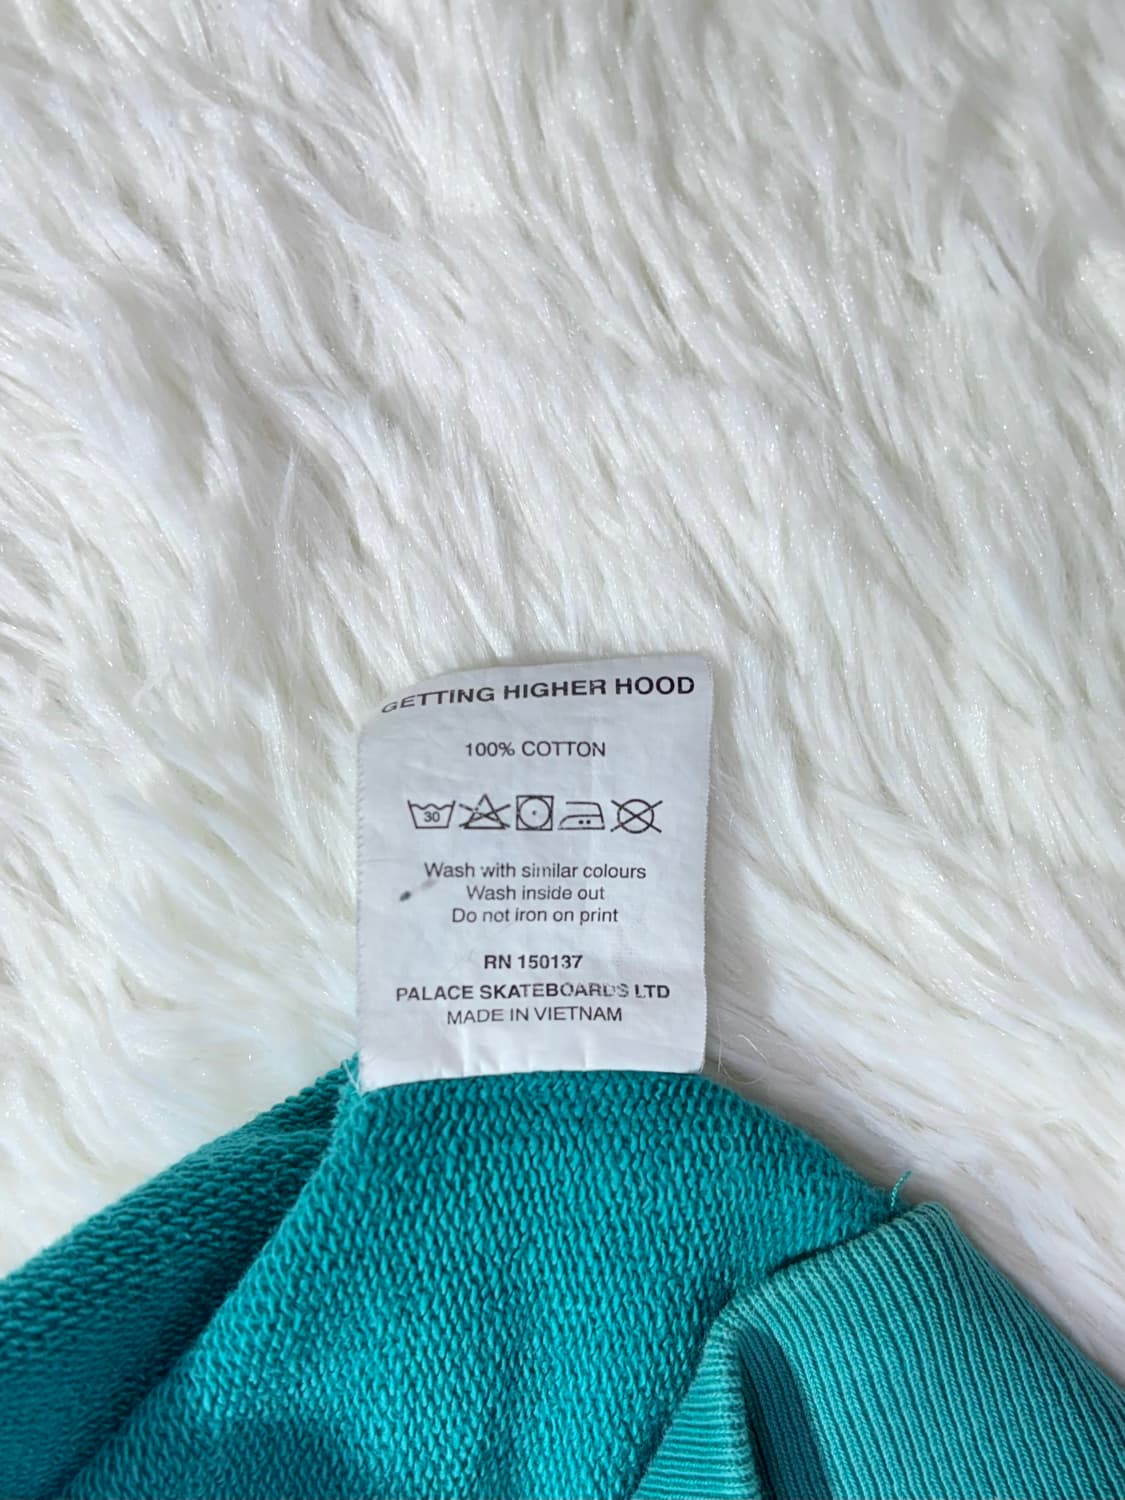 GETTING HIGHER HOOD
100% COTTON
30
Wash with similar colours
Wash inside out
Do not iron on print
RN 150137
PALACE SKATEBOARDS LTD
MADE IN VIETNAM